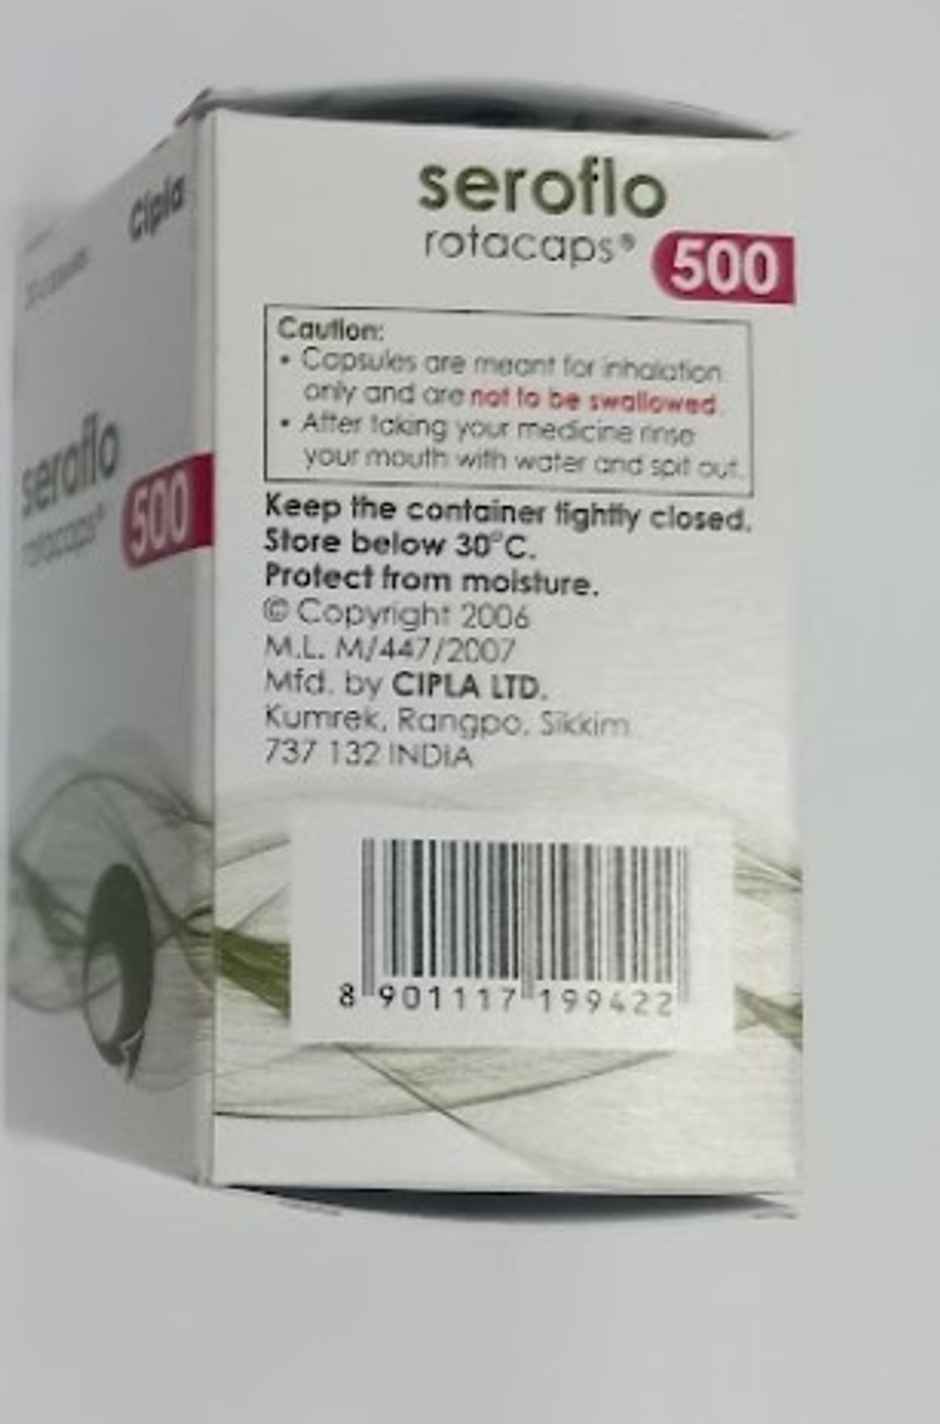 Cipla
seroflo
rotacaps®
500
seroflo
rotacaps®
500
Caution:
• Capsules are meant for inhalation
only and are not to be swallowed.
• After taking your medicine rinse
your mouth with water and spit out.
Keep the container tightly closed.
Store below 30°C.
Protect from moisture.
© Copyright 2006
M.L. M/447/2007
Mfd. by CIPLA LTD.
Kumrek, Rangpo, Sikkim
737 132 INDIA
8 901117 199422